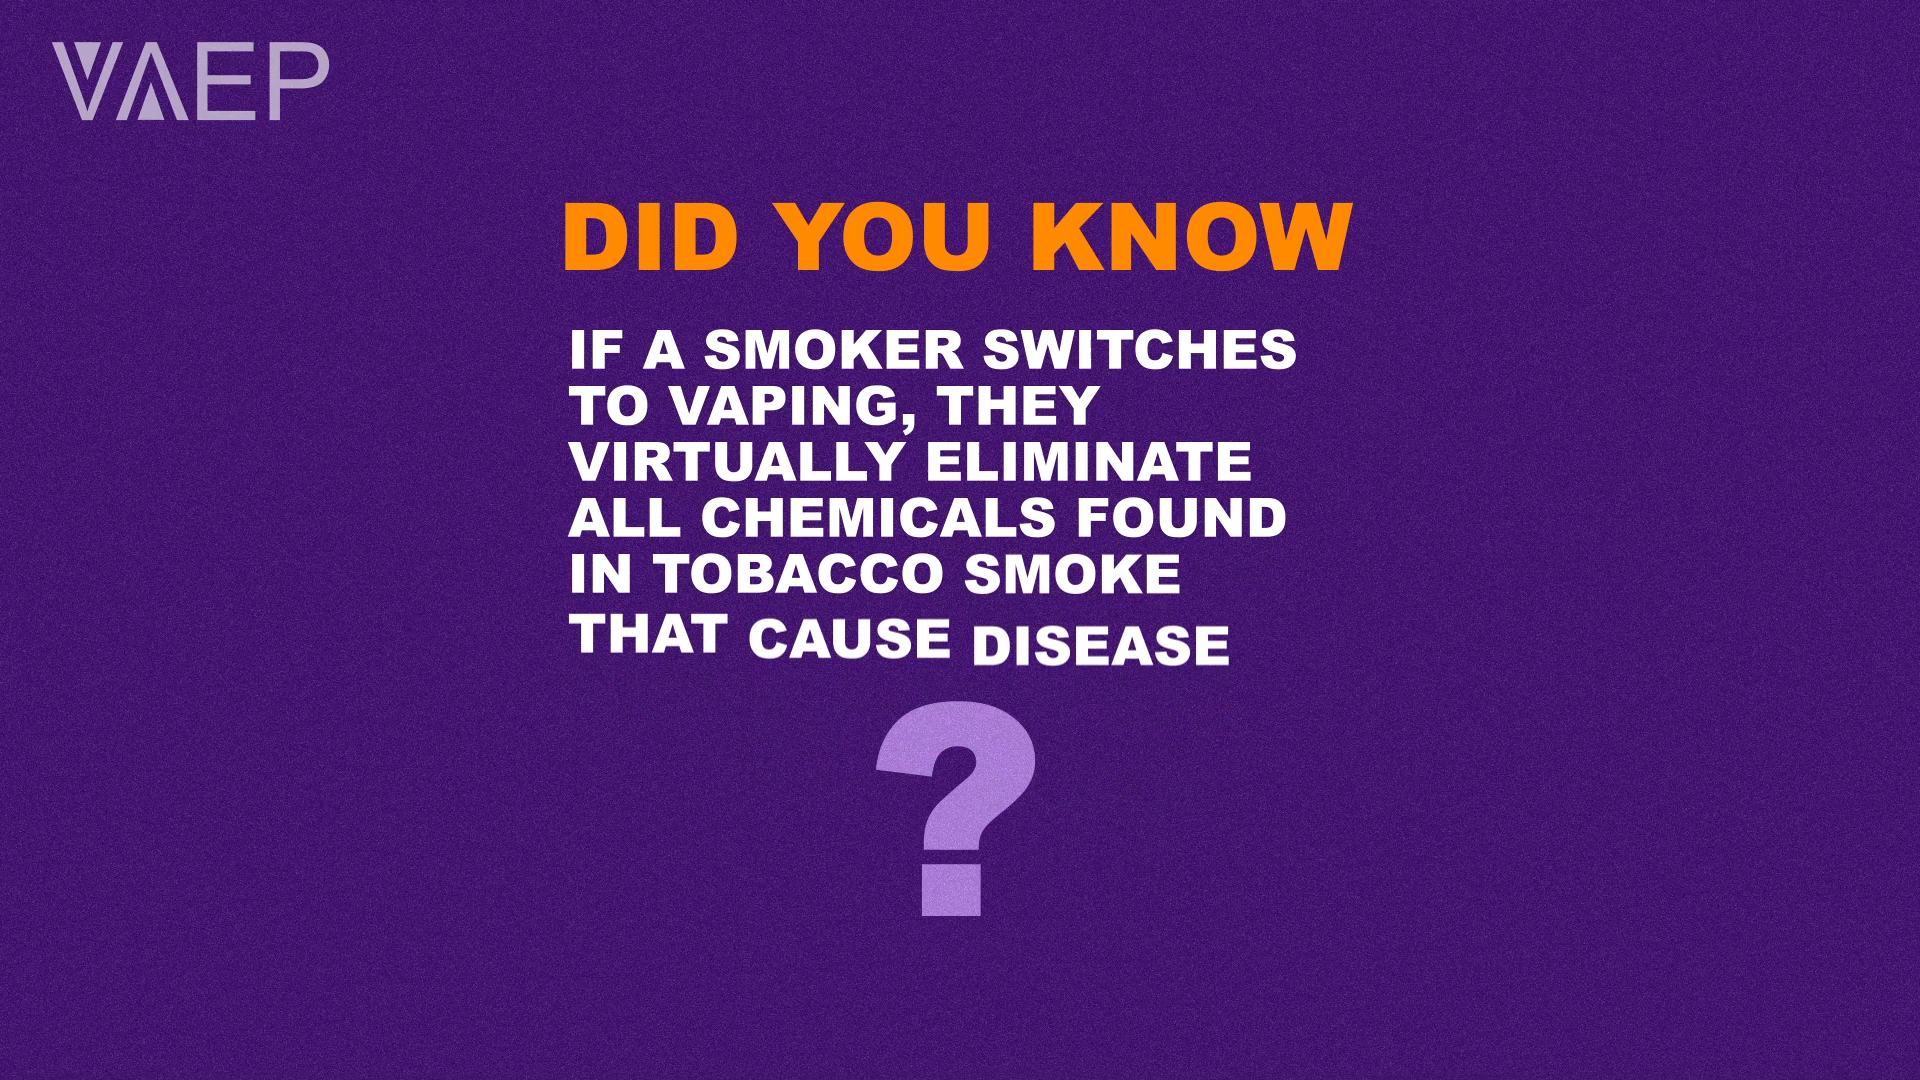 VAEP
DID YOU KNOW
IF A SMOKER SWITCHES
TO VAPING, THEY
VIRTUALLY ELIMINATE
ALL CHEMICALS FOUND
IN TOBACCO SMOKE
THAT CAUSE DISEASE
?